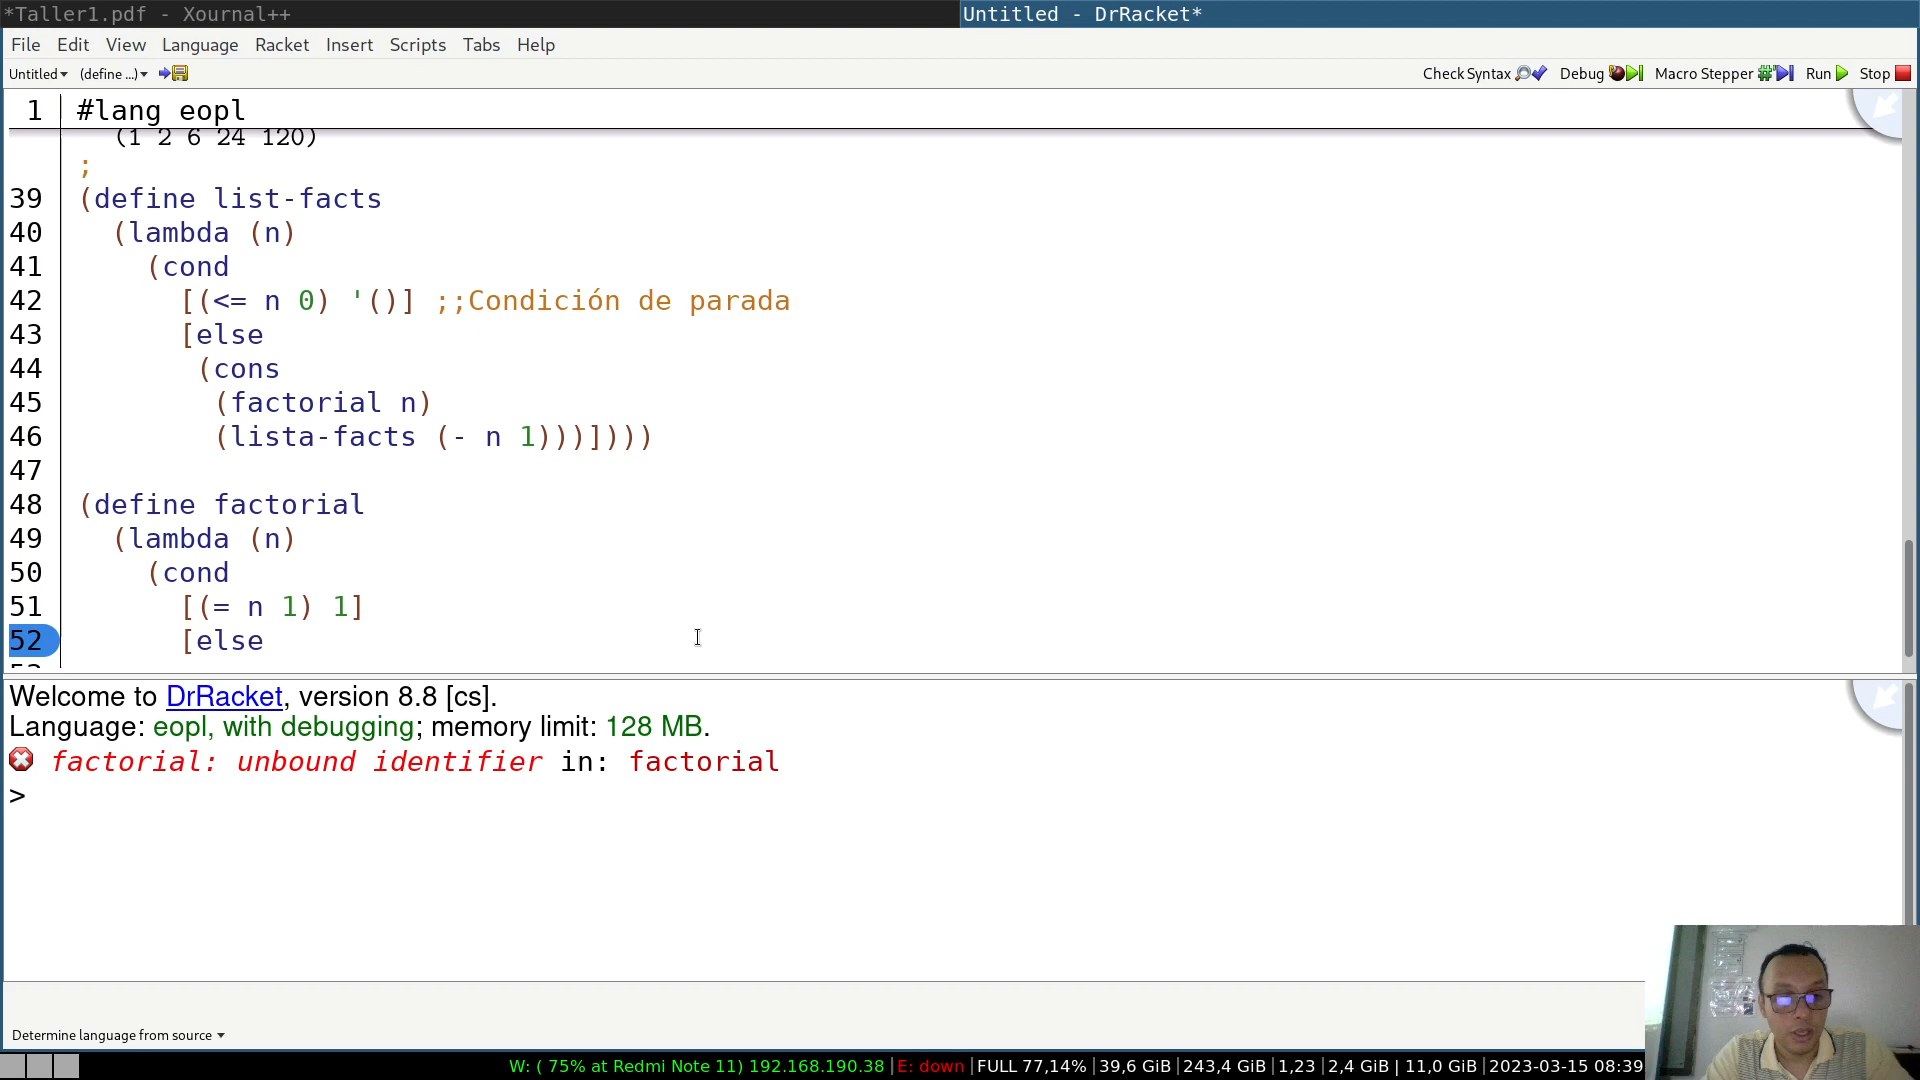 *Taller1.pdf - Xournal++
Untitled - DrRacket*
File Edit View Language Racket Insert Scripts Tabs Help
Untitled (define ...) Check Syntax Debug Macro Stepper Run Stop
1 #lang eopl
(1 2 6 24 120)
;
39 (define list-facts
40 (lambda (n)
41 (cond
42 [(<= n 0) '()] ;;Condición de parada
43 [else
44 (cons
45 (factorial n)
46 (lista-facts (- n 1)))])))
47
48 (define factorial
49 (lambda (n)
50 (cond
51 [(= n 1) 1]
52 [else
Welcome to DrRacket, version 8.8 [cs].
Language: eopl, with debugging; memory limit: 128 MB.
factorial: unbound identifier in: factorial
>
Determine language from source
W: ( 75% at Redmi Note 11) 192.168.190.38 |E: down |FULL 77,14% |39,6 GiB |243,4 GiB |1,23 |2,4 GiB | 11,0 GiB |2023-03-15 08:39